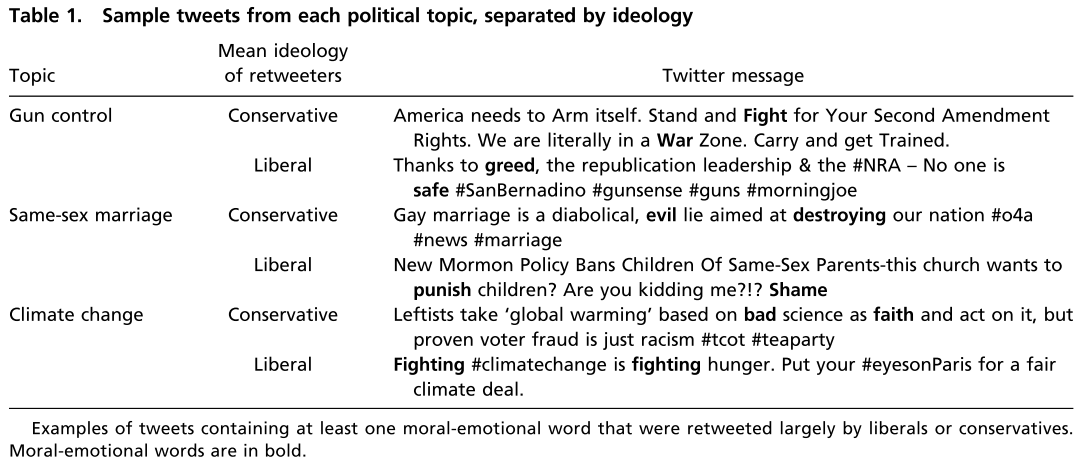 Table 1. Sample tweets from each political topic, separated by ideology
Mean ideology
Topic of retweeters Twitter message
Gun control Conservative America needs to Arm itself. Stand and Fight for Your Second Amendment
Rights. We are literally in a War Zone. Carry and get Trained.
Liberal Thanks to greed, the republication leadership & the #NRA – No one is
safe #SanBernadino #gunsense #guns #morningjoe
Same-sex marriage Conservative Gay marriage is a diabolical, evil lie aimed at destroying our nation #o4a
#news #marriage
Liberal New Mormon Policy Bans Children Of Same-Sex Parents-this church wants to
punish children? Are you kidding me?!? Shame
Climate change Conservative Leftists take ‘global warming’ based on bad science as faith and act on it, but
proven voter fraud is just racism #tcot #teaparty
Liberal Fighting #climatechange is fighting hunger. Put your #eyesonParis for a fair
climate deal.
Examples of tweets containing at least one moral-emotional word that were retweeted largely by liberals or conservatives.
Moral-emotional words are in bold.